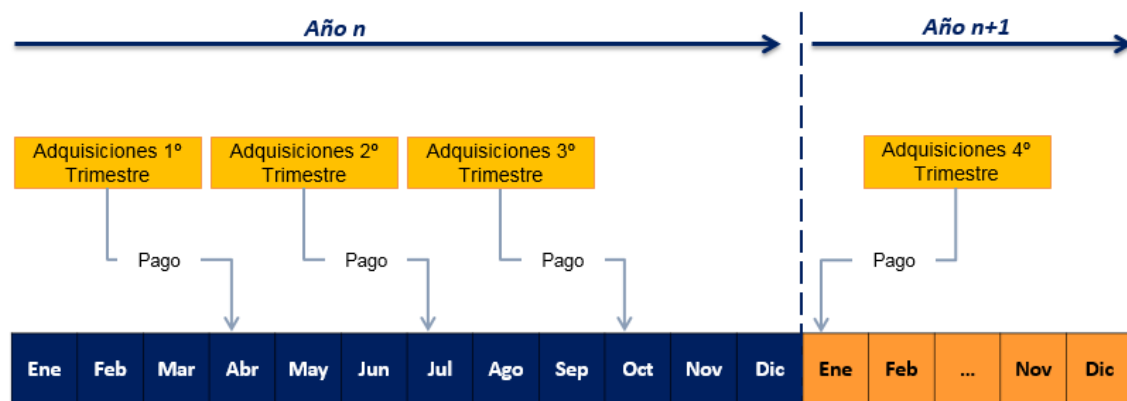 Año n
Año n+1
Adquisiciones 1º
Trimestre
Adquisiciones 2º
Trimestre
Adquisiciones 3º
Trimestre
Adquisiciones 4º
Trimestre
Pago
Pago
Pago
Pago
Ene Feb Mar Abr May Jun Jul Ago Sep Oct Nov Dic Ene Feb ... Nov Dic